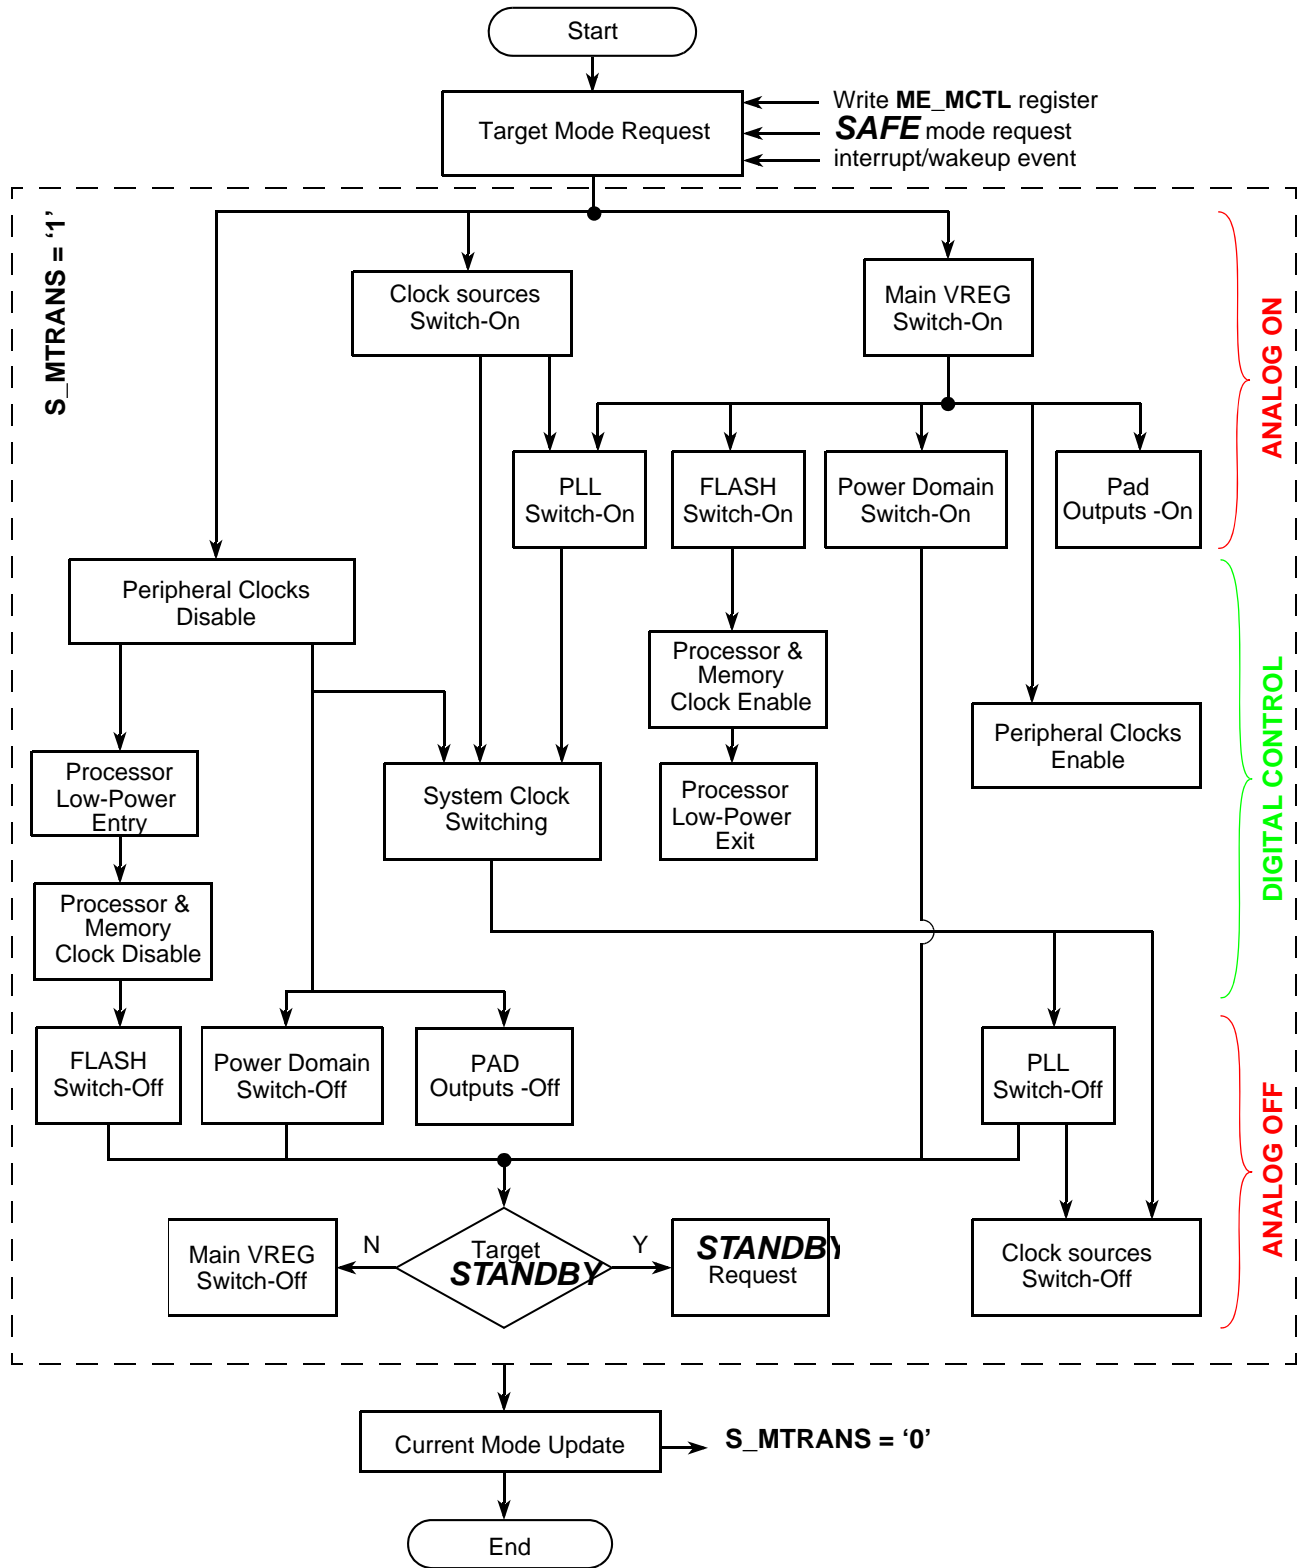 Start
Target Mode Request
Write ME_MCTL register
SAFE mode request
interrupt/wakeup event
S_MTRANS = ‘1’
Clock sources
Switch-On
Main VREG
Switch-On
ANALOG ON
PLL
Switch-On
FLASH
Switch-On
Power Domain
Switch-On
Pad
Outputs -On
Peripheral Clocks
Disable
Processor &
Memory
Clock Enable
Peripheral Clocks
Enable
DIGITAL CONTROL
Processor
Low-Power
Entry
System Clock
Switching
Processor
Low-Power
Exit
Processor &
Memory
Clock Disable
FLASH
Switch-Off
Power Domain
Switch-Off
PAD
Outputs -Off
PLL
Switch-Off
ANALOG OFF
Main VREG
Switch-Off
N
Target
STANDBY
Y
STANDBY
Request
Clock sources
Switch-Off
Current Mode Update
S_MTRANS = ‘0’
End